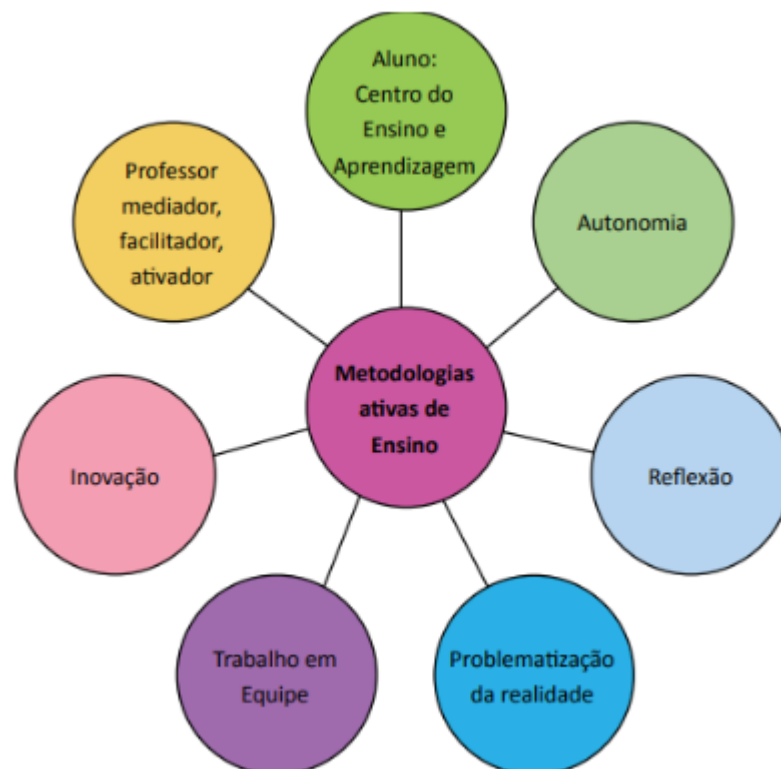 Aluno:
Centro do
Ensino e
Aprendizagem
Professor
mediador,
facilitador,
ativador
Autonomia
Metodologias
ativas de
Ensino
Inovação
Reflexão
Trabalho em
Equipe
Problematização
da realidade